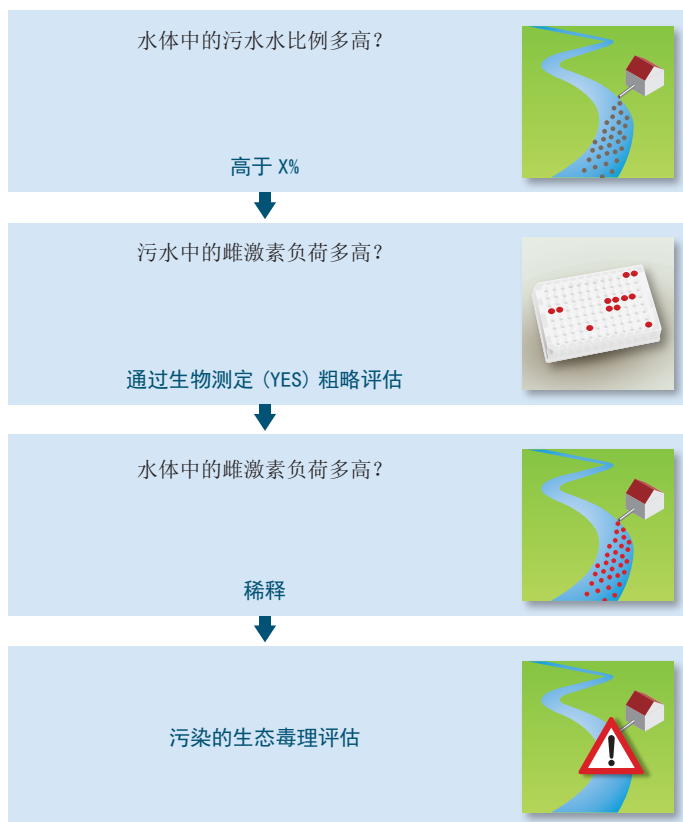 水体中的污水水比例多高？
高于 X%
污水中的雌激素负荷多高？
通过生物测定 (YES) 粗略评估
水体中的雌激素负荷多高？
稀释
污染的生态毒理评估